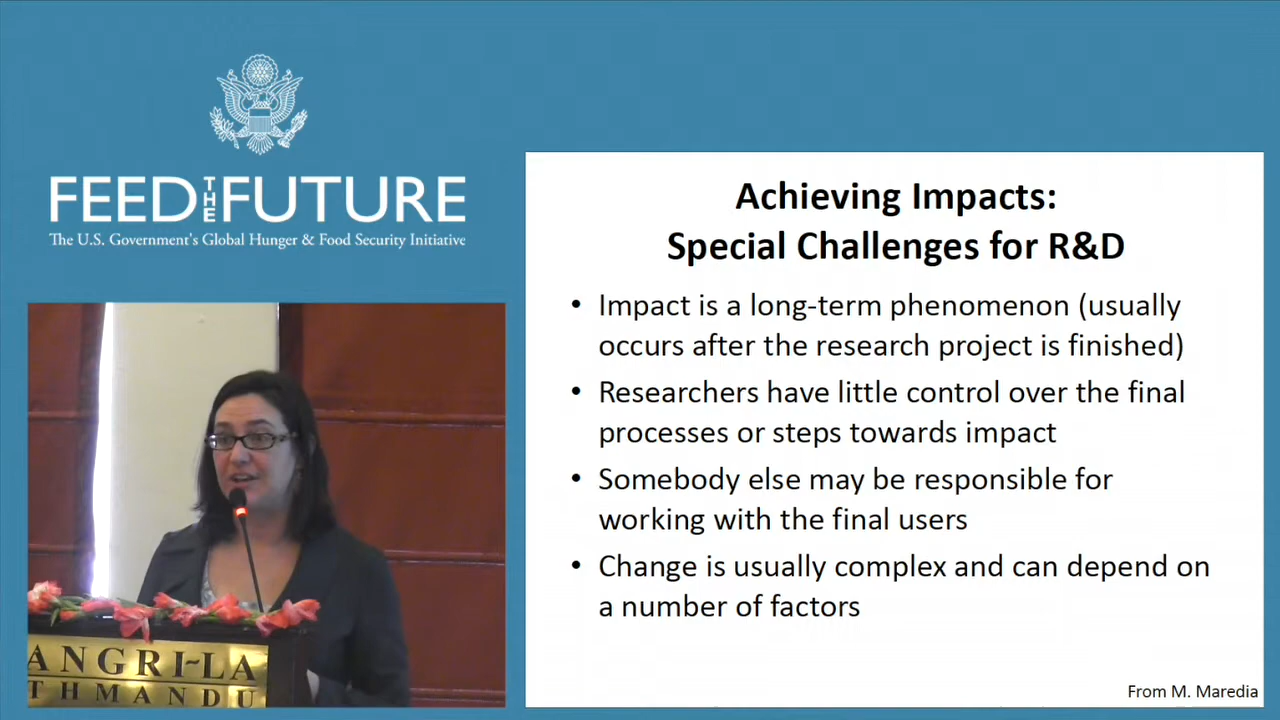 FEED THE FUTURE
The U.S. Government's Global Hunger & Food Security Initiative
ANGRI~LA
THMANDU
Achieving Impacts:
Special Challenges for R&D
• Impact is a long-term phenomenon (usually
occurs after the research project is finished)
• Researchers have little control over the final
processes or steps towards impact
• Somebody else may be responsible for
working with the final users
• Change is usually complex and can depend on
a number of factors
From M. Maredia